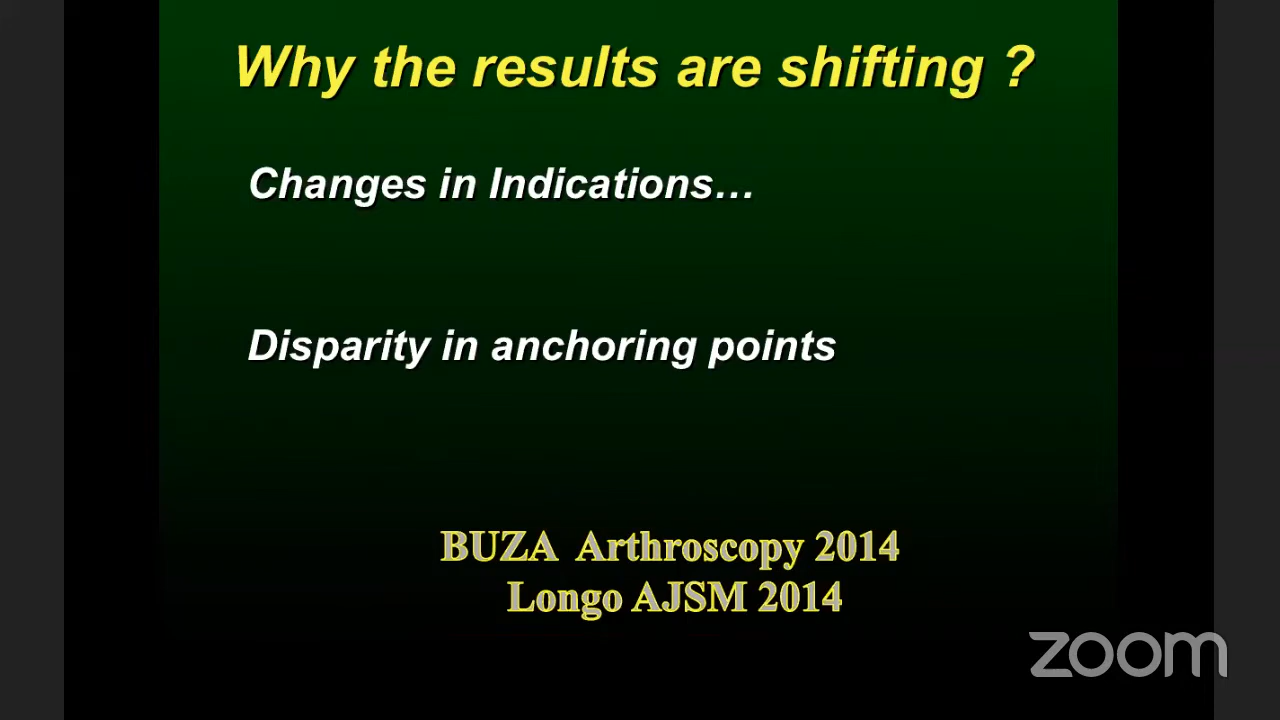 Why the results are shifting ?
Changes in Indications…
Disparity in anchoring points
BUZA Arthroscopy 2014
Longo AJSM 2014
zoom